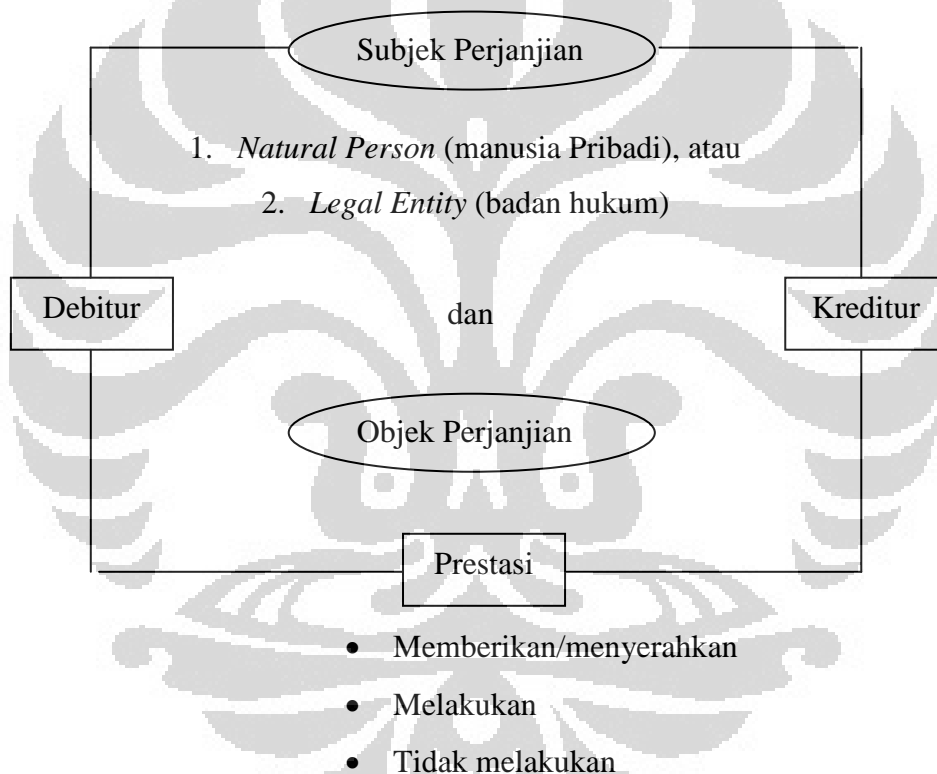 Subjek Perjanjian
1. Natural Person (manusia Pribadi), atau
2. Legal Entity (badan hukum)
Debitur
dan
Kreditur
Objek Perjanjian
Prestasi
• Memberikan/menyerahkan
• Melakukan
• Tidak melakukan